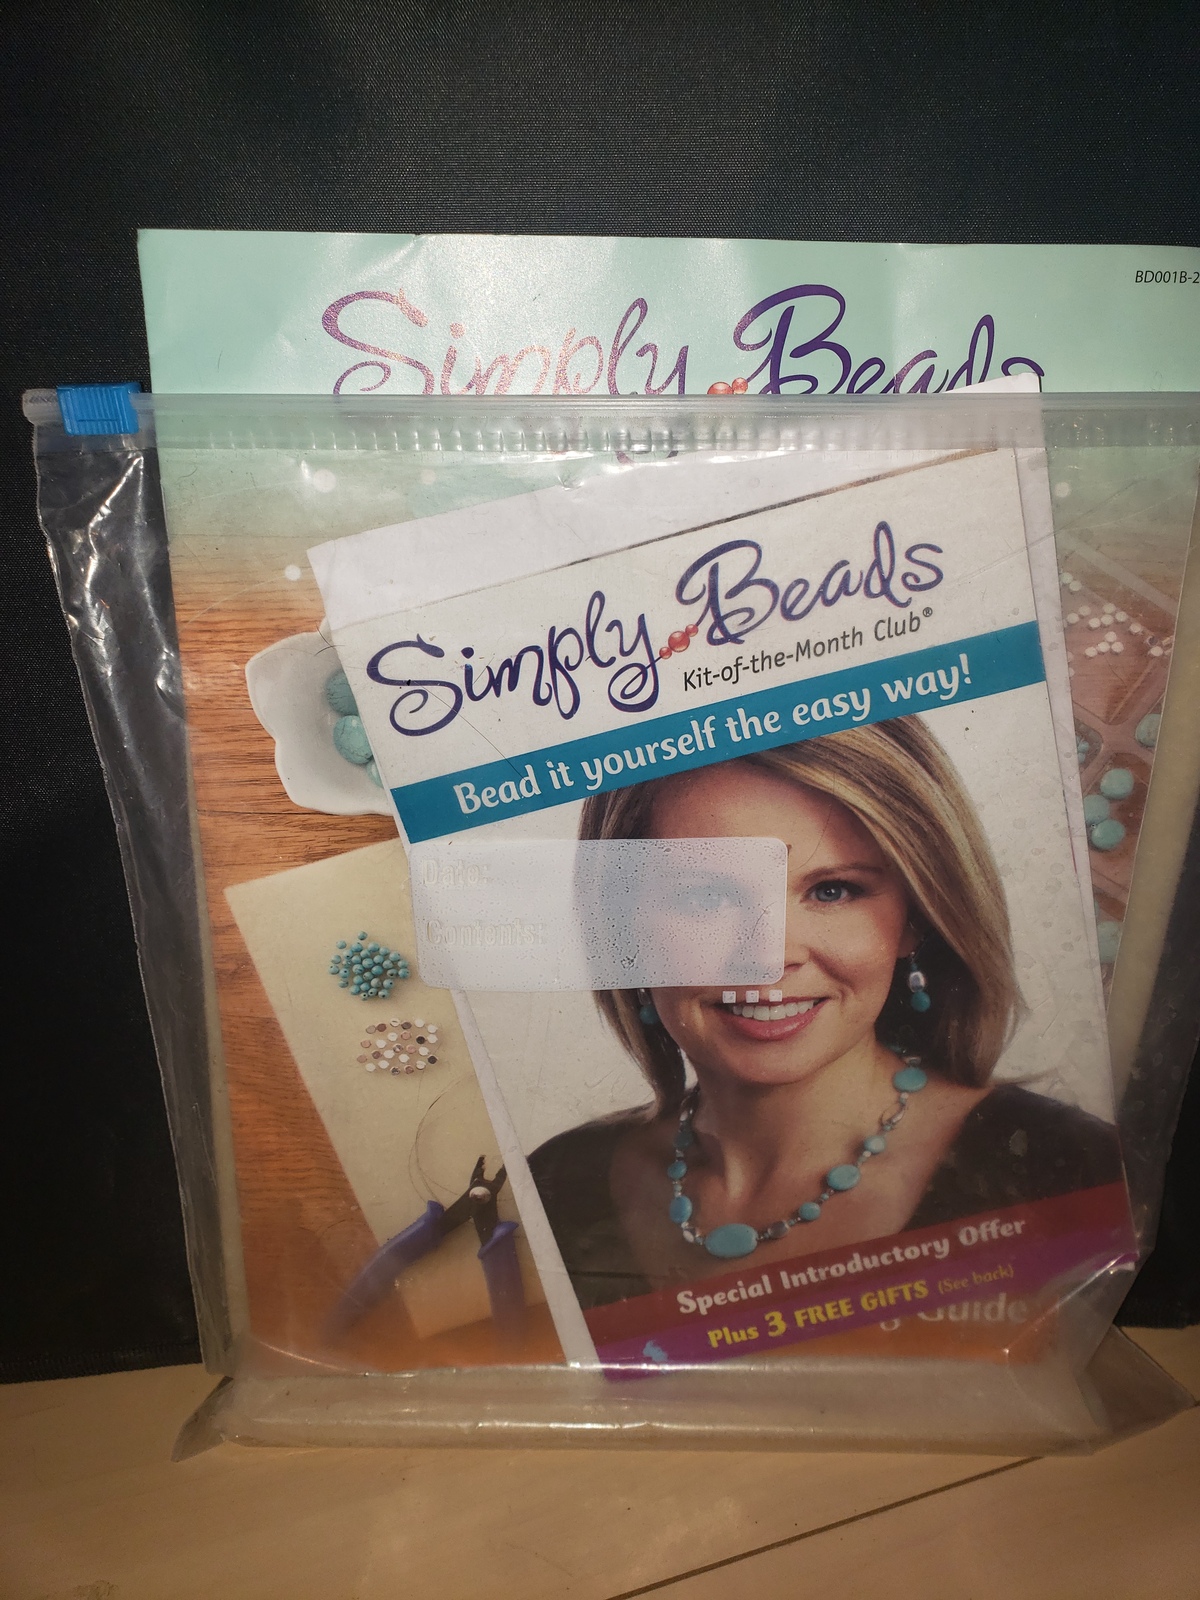 BD001B-2
Simply Beads
Simply Beads
Kit-of-the-Month Club®
Bead it yourself the easy way!
Date:
Contents:
Special Introductory Offer
Plus 3 FREE GIFTS (See back)
Guide